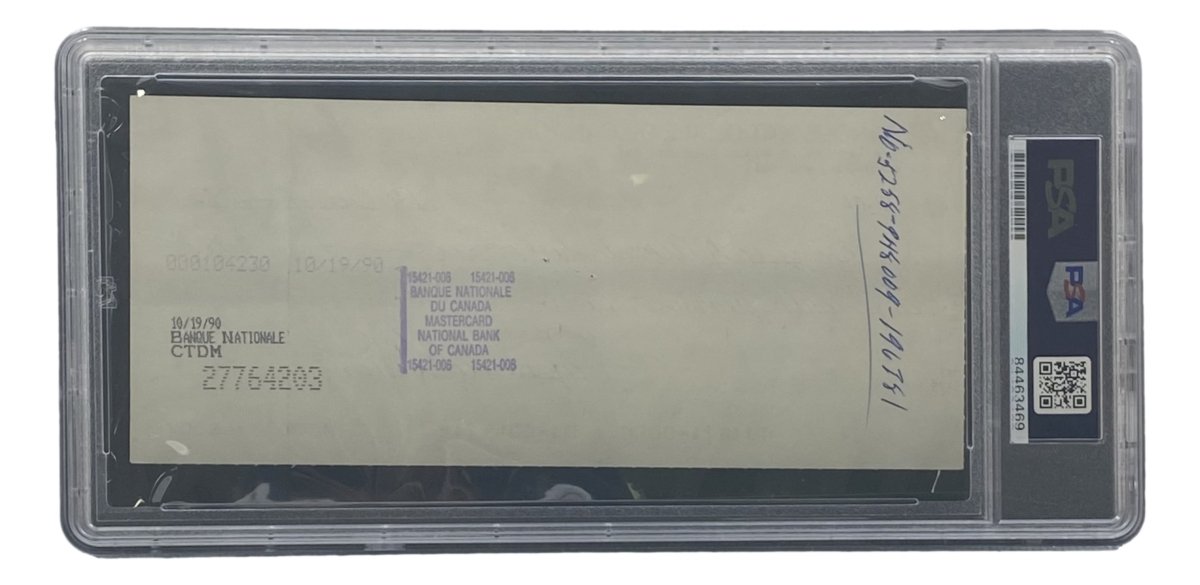 000104230 10/19/90
10/19/90
BANQUE NATIONALE
CTDM
27764203
15421-006 15421-006
BANQUE NATIONALE
DU CANADA
MASTERCARD
NATIONAL BANK
OF CANADA
15421-006 15421-006
PSA
PSA
84463469